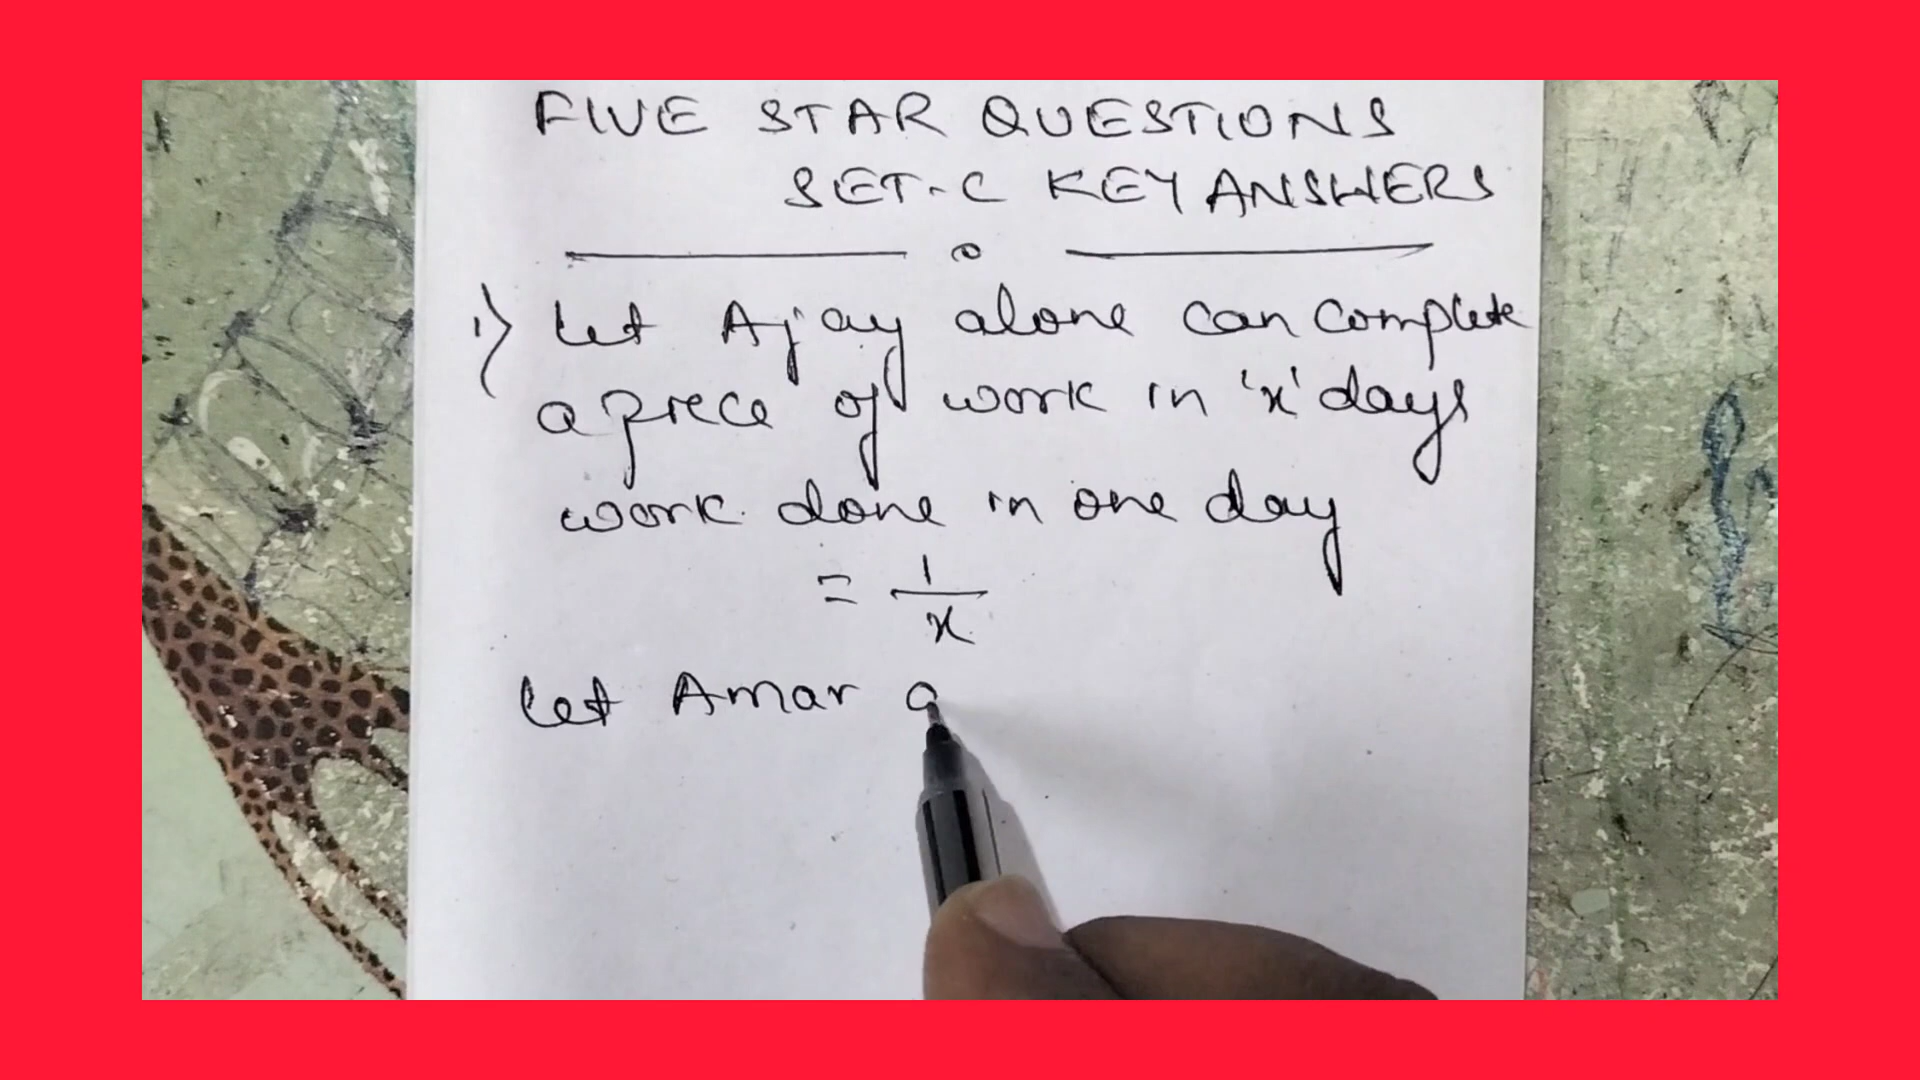 FIVE STAR QUESTIONS
SET-C KEY ANSWERS
1) Let Ajay alone can complete
a piece of work in 'x' days
work done in one day
= 1/x
Let Amar a